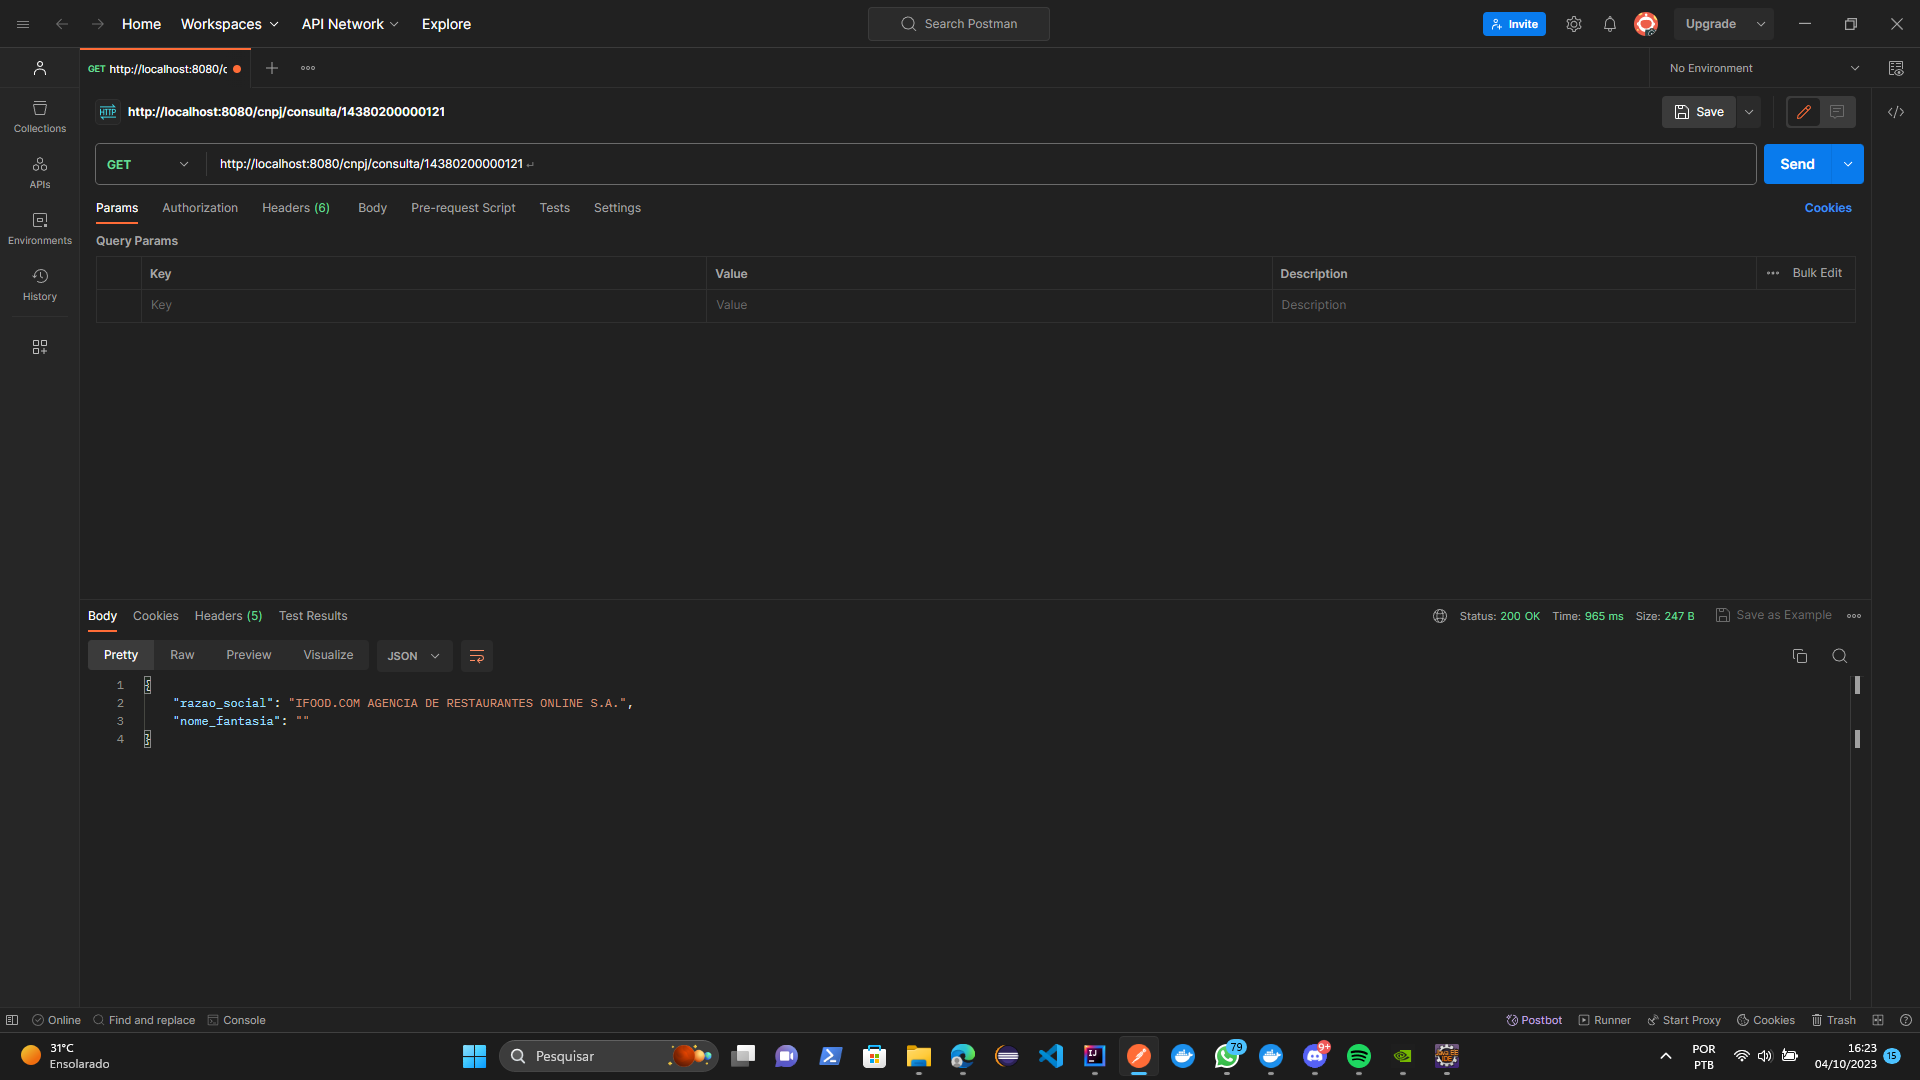 Home Workspaces API Network Explore Search Postman Invite Upgrade
GET http://localhost:8080/c No Environment
HTTP http://localhost:8080/cnpj/consulta/14380200000121 Save
GET http://localhost:8080/cnpj/consulta/14380200000121 Send
Collections
APIs
Environments
History
Params Authorization Headers (6) Body Pre-request Script Tests Settings Cookies
Query Params
Key Value Description Bulk Edit
Key Value Description
Body Cookies Headers (5) Test Results Status: 200 OK Time: 965 ms Size: 247 B Save as Example
Pretty Raw Preview Visualize JSON
1 {
2 "razao_social": "IFOOD.COM AGENCIA DE RESTAURANTES ONLINE S.A.",
3 "nome_fantasia": ""
4 }
Online Find and replace Console Postbot Runner Start Proxy Cookies Trash
31°C
Ensolarado
Pesquisar
79
9+
POR
PTB
16:23
04/10/2023
15